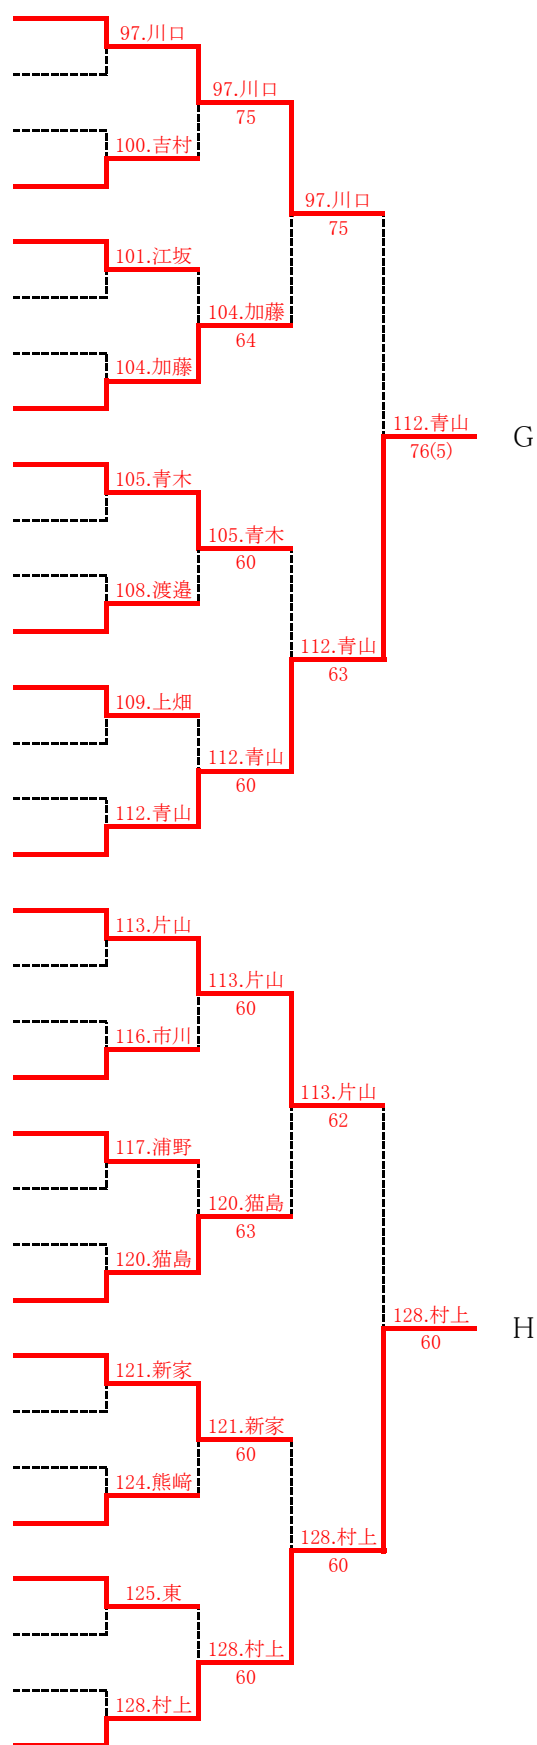 97.川口
97.川口
75
100.吉村
97.川口
75
101.江坂
104.加藤
64
104.加藤
112.青山
76(5)
G
105.青木
105.青木
60
108.渡邉
112.青山
63
109.上畑
112.青山
60
112.青山
113.片山
113.片山
60
116.市川
113.片山
62
117.浦野
120.猫島
63
120.猫島
128.村上
60
H
121.新家
121.新家
60
124.熊﨑
128.村上
60
125.東
128.村上
60
128.村上